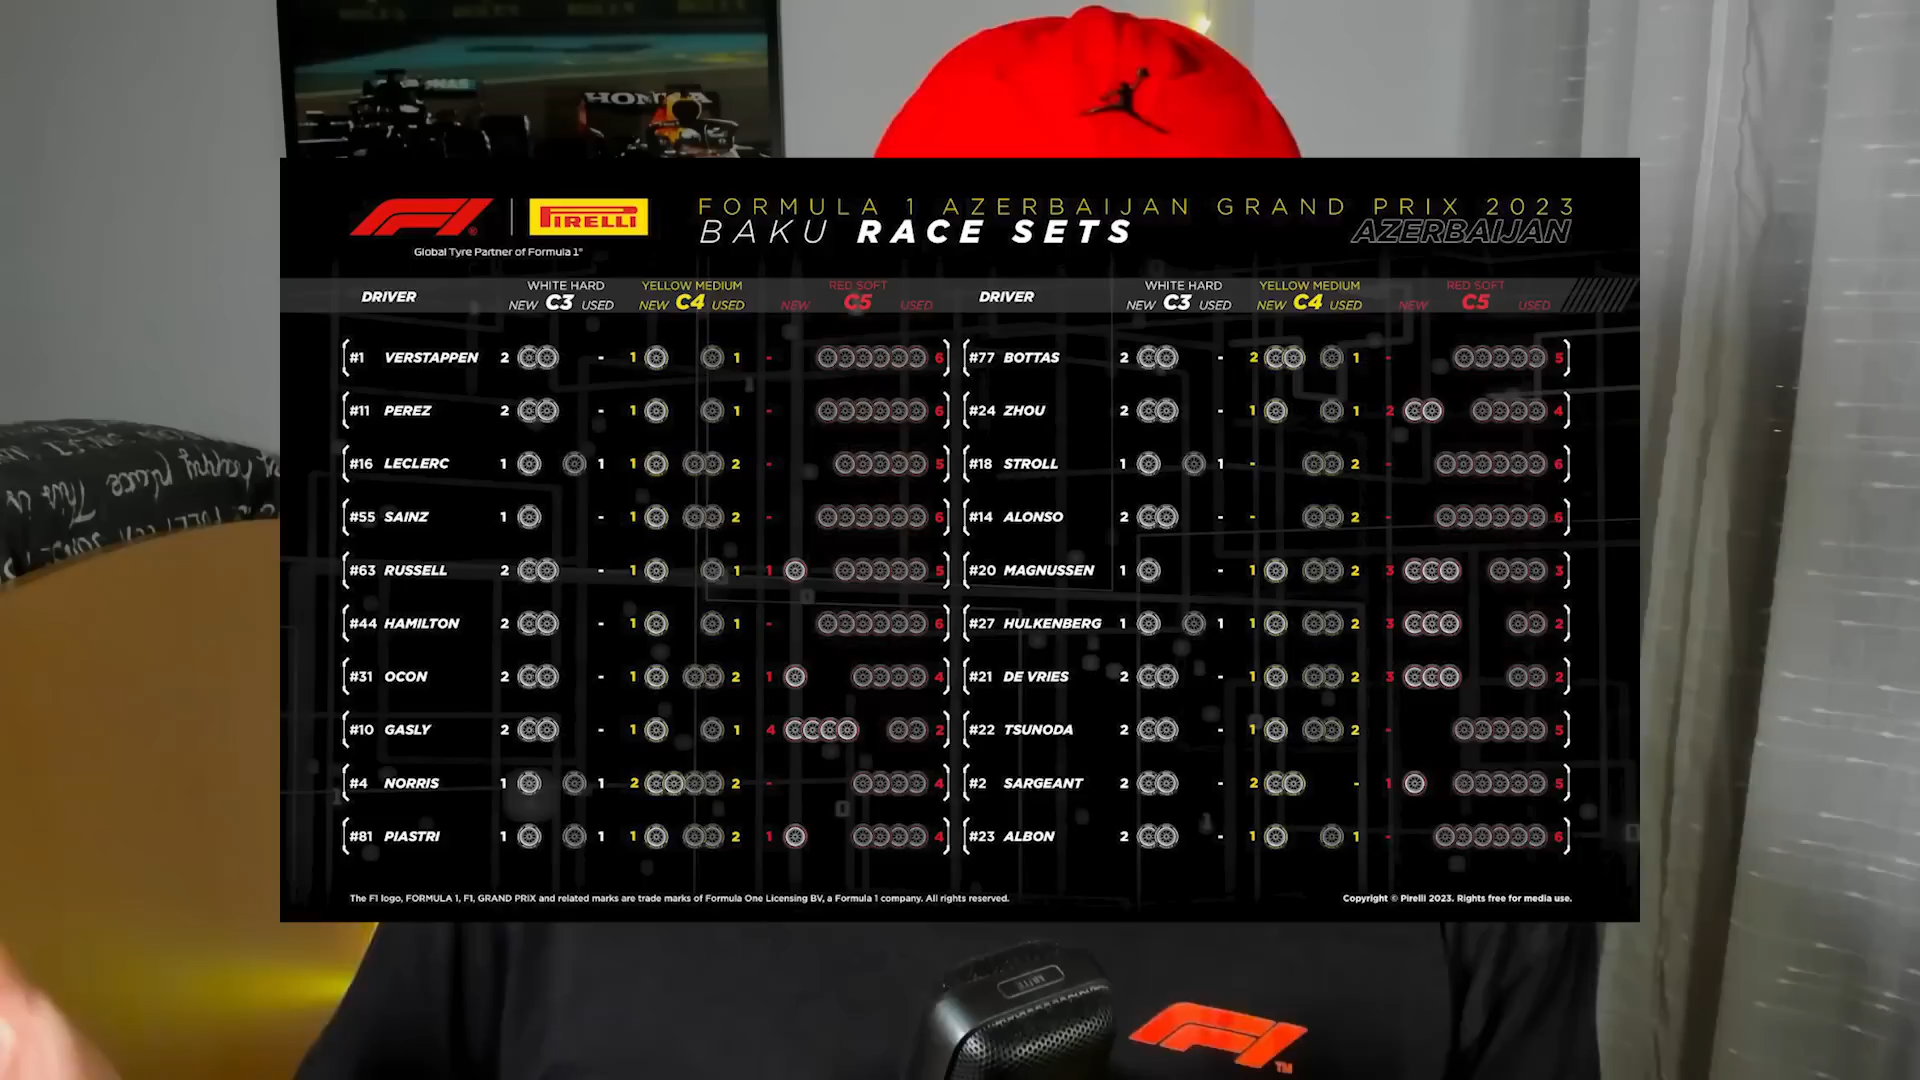 HONDA
F1
PIRELLI
Global Tyre Partner of Formula 1®
FORMULA 1 AZERBAIJAN GRAND PRIX 2023
BAKU RACE SETS
AZERBAIJAN
DRIVER WHITE HARD NEW C3 USED YELLOW MEDIUM NEW C4 USED RED SOFT NEW C5 USED
DRIVER WHITE HARD NEW C3 USED YELLOW MEDIUM NEW C4 USED RED SOFT NEW C5 USED
#1 VERSTAPPEN 2 - 1 1 - 6
#77 BOTTAS 2 - 2 1 - 5
#11 PEREZ 2 - 1 1 - 6
#24 ZHOU 2 - 1 1 2 4
#16 LECLERC 1 1 1 2 - 5
#18 STROLL 1 1 - 2 - 6
#55 SAINZ 1 - 1 2 - 6
#14 ALONSO 2 - - 2 - 6
#63 RUSSELL 2 - 1 1 1 5
#20 MAGNUSSEN 1 - 1 2 3 3
#44 HAMILTON 2 - 1 1 - 6
#27 HULKENBERG 1 1 1 2 3 2
#31 OCON 2 - 1 2 1 4
#21 DE VRIES 2 - 1 2 3 2
#10 GASLY 2 - 1 1 4 2
#22 TSUNODA 2 - 1 2 - 5
#4 NORRIS 1 1 2 2 - 4
#2 SARGEANT 2 - 2 - 1 5
#81 PIASTRI 1 1 1 2 1 4
#23 ALBON 2 - 1 1 - 6
The F1 logo, FORMULA 1, F1, GRAND PRIX and related marks are trade marks of Formula One Licensing BV, a Formula 1 company. All rights reserved.
Copyright © Pirelli 2023. Rights free for media use.
happy place This is
MUTE
F1
TM